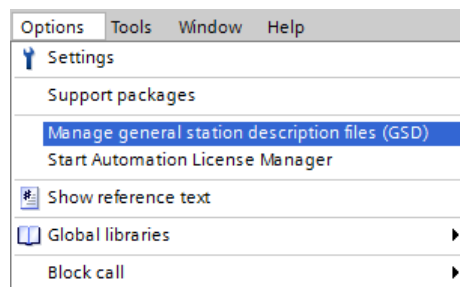 Options Tools Window Help
Settings
Support packages
Manage general station description files (GSD)
Start Automation License Manager
Show reference text
Global libraries
Block call